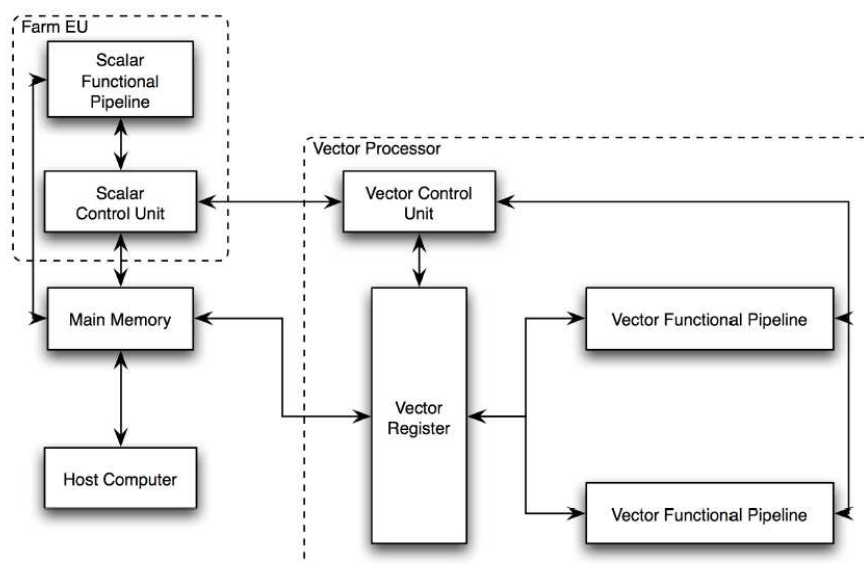 Farm EU
Scalar
Functional
Pipeline
Vector Processor
Scalar
Control Unit
Vector Control
Unit
Main Memory
Vector Functional Pipeline
Vector
Register
Host Computer
Vector Functional Pipeline